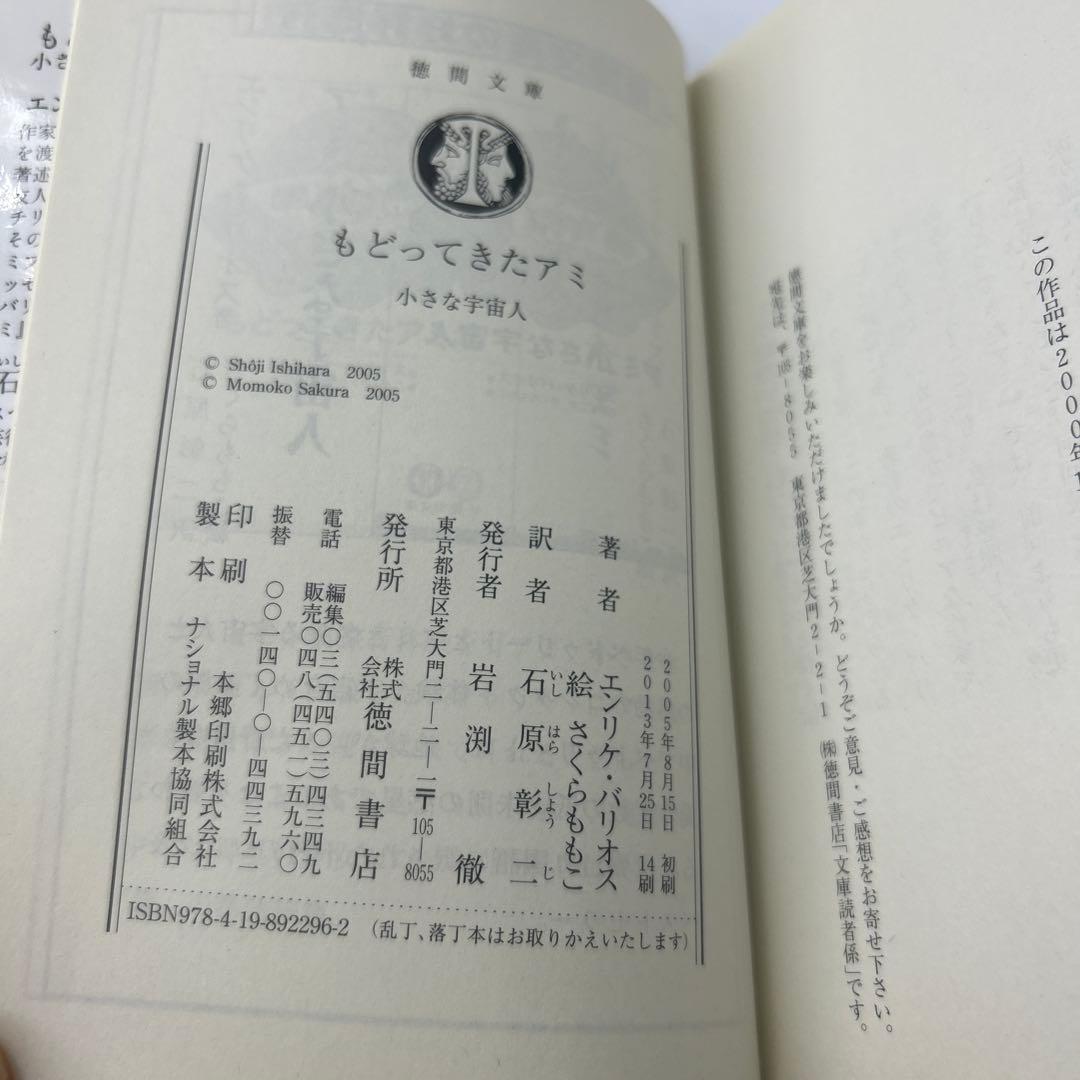 徳間文庫
もどってきたアミ
小さな宇宙人
© Shôji Ishihara 2005
© Momoko Sakura 2005
2005年8月15日 初刷
2013年7月25日 14刷
著者 エンリケ・バリオス
絵 さくらももこ
訳者 石原彰二
いしはらしょうじ
発行者 岩渕徹
東京都港区芝大門二―二―一〒105―8055
発行所 株式会社徳間書店
電話 編集〇三(五四〇三)四三四九
販売〇四八(四五一)五九六〇
振替 〇〇一四〇―〇―四四三九二
印刷 本郷印刷株式会社
製本 ナショナル製本協同組合
ISBN978-4-19-892296-2 (乱丁、落丁本はお取りかえいたします)
この作品は2000年1
徳間文庫をお楽しみいただけましたでしょうか。どうぞご意見・ご感想をお寄せ下さい。
宛先は、〒105-8055 東京都港区芝大門2-2-1 ㈱徳間書店「文庫読者係」です。